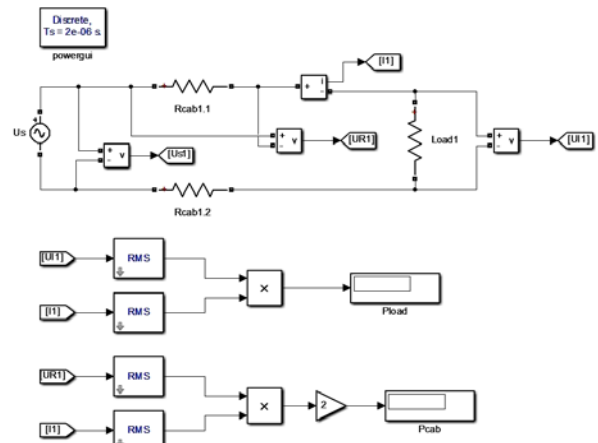 Discrete,
Ts = 2e-06 s.
powergui
[I1]
Rcab1.1
Us
[Us1]
[UR1]
Load1
[Ul1]
Rcab1.2
[Ul1]
RMS
[I1]
RMS
×
Pload
[UR1]
RMS
[I1]
RMS
×
2
Pcab